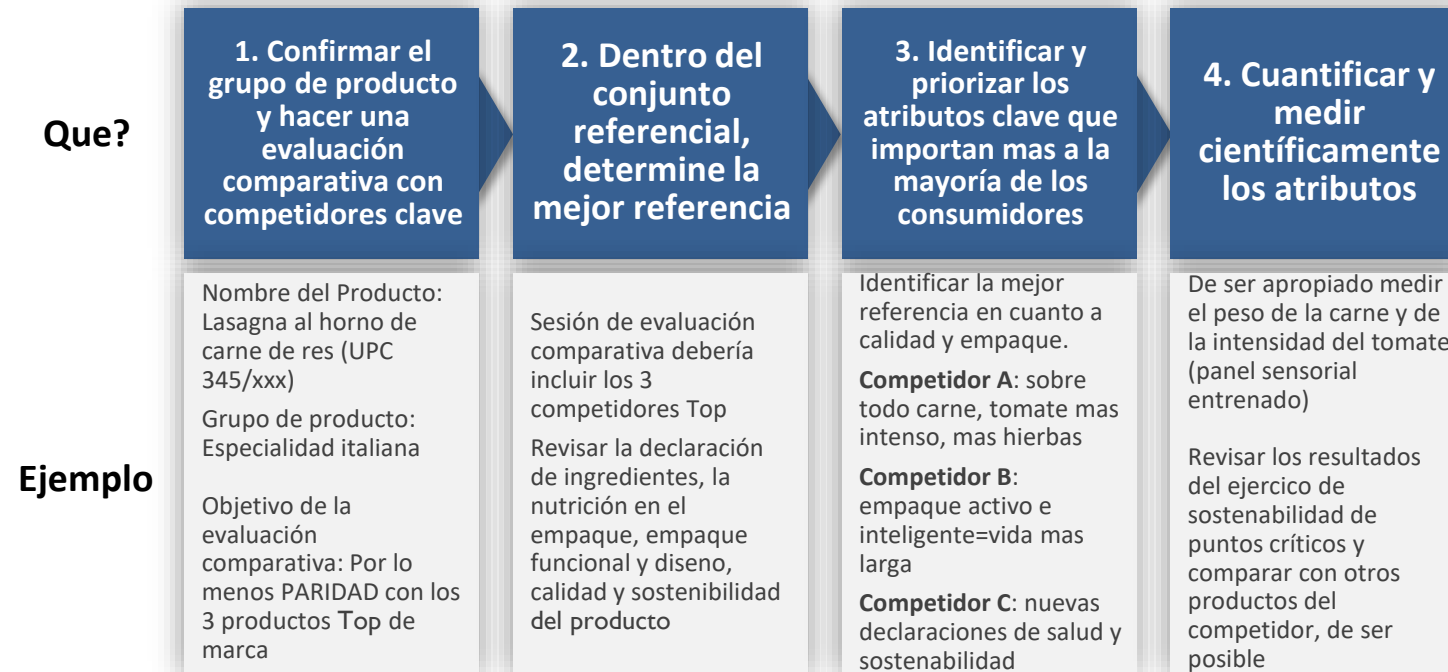 Que?
1. Confirmar el
grupo de producto
y hacer una
evaluación
comparativa con
competidores clave
2. Dentro del
conjunto
referencial,
determine la
mejor referencia
3. Identificar y
priorizar los
atributos clave que
importan mas a la
mayoría de los
consumidores
4. Cuantificar y
medir
científicamente
los atributos
Ejemplo
Nombre del Producto:
Lasagna al horno de
carne de res (UPC
345/xxx)
Grupo de producto:
Especialidad italiana
Objetivo de la
evaluación
comparativa: Por lo
menos PARIDAD con los
3 productos Top de
marca
Sesión de evaluación
comparativa debería
incluir los 3
competidores Top
Revisar la declaración
de ingredientes, la
nutrición en el
empaque, empaque
funcional y diseno,
calidad y sostenibilidad
del producto
Identificar la mejor
referencia en cuanto a
calidad y empaque.
Competidor A: sobre
todo carne, tomate mas
intenso, mas hierbas
Competidor B:
empaque activo e
inteligente=vida mas
larga
Competidor C: nuevas
declaraciones de salud y
sostenabilidad
De ser apropiado medir
el peso de la carne y de
la intensidad del tomate
(panel sensorial
entrenado)
Revisar los resultados
del ejercico de
sostenabilidad de
puntos críticos y
comparar con otros
productos del
competidor, de ser
posible